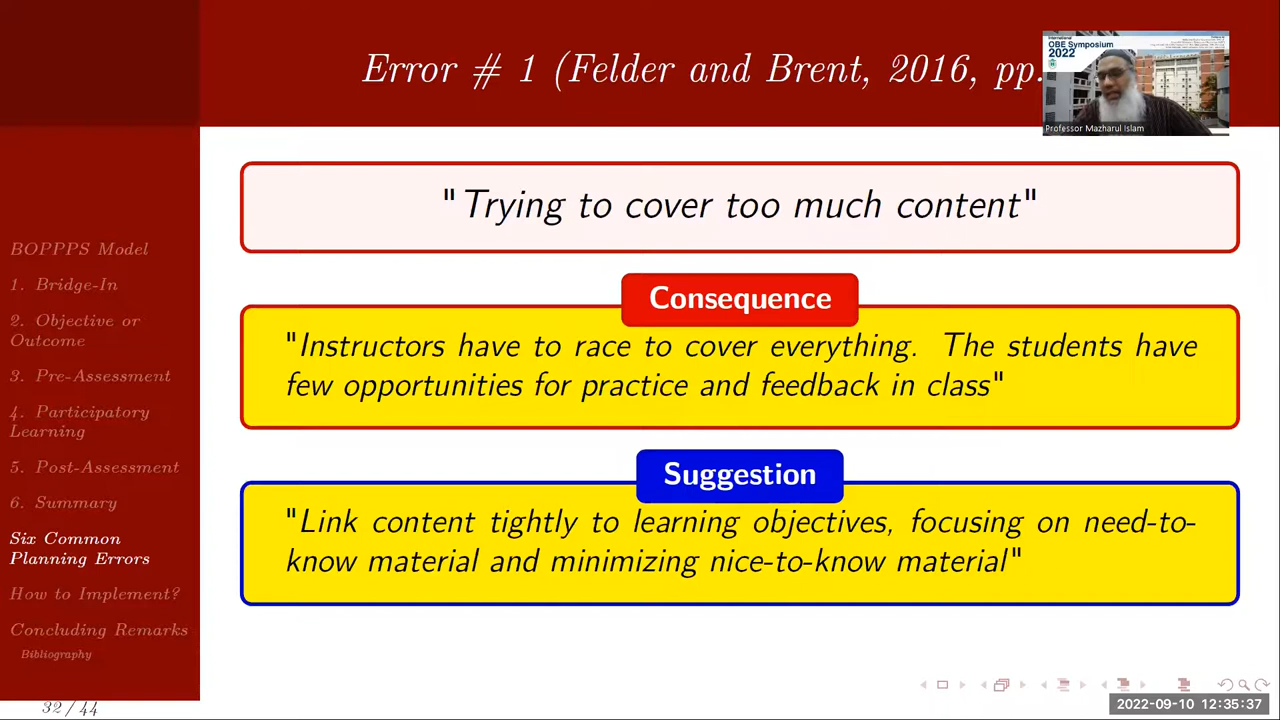 Error # 1 (Felder and Brent, 2016, pp.
International
OBE Symposium
2022
Professor Mazharul Islam
"Trying to cover too much content"
Consequence
"Instructors have to race to cover everything. The students have
few opportunities for practice and feedback in class"
Suggestion
"Link content tightly to learning objectives, focusing on need-to-
know material and minimizing nice-to-know material"
BOPPPS Model
1. Bridge-In
2. Objective or
Outcome
3. Pre-Assessment
4. Participatory
Learning
5. Post-Assessment
6. Summary
Six Common
Planning Errors
How to Implement?
Concluding Remarks
Bibliography
32 / 44
2022-09-10 12:35:37